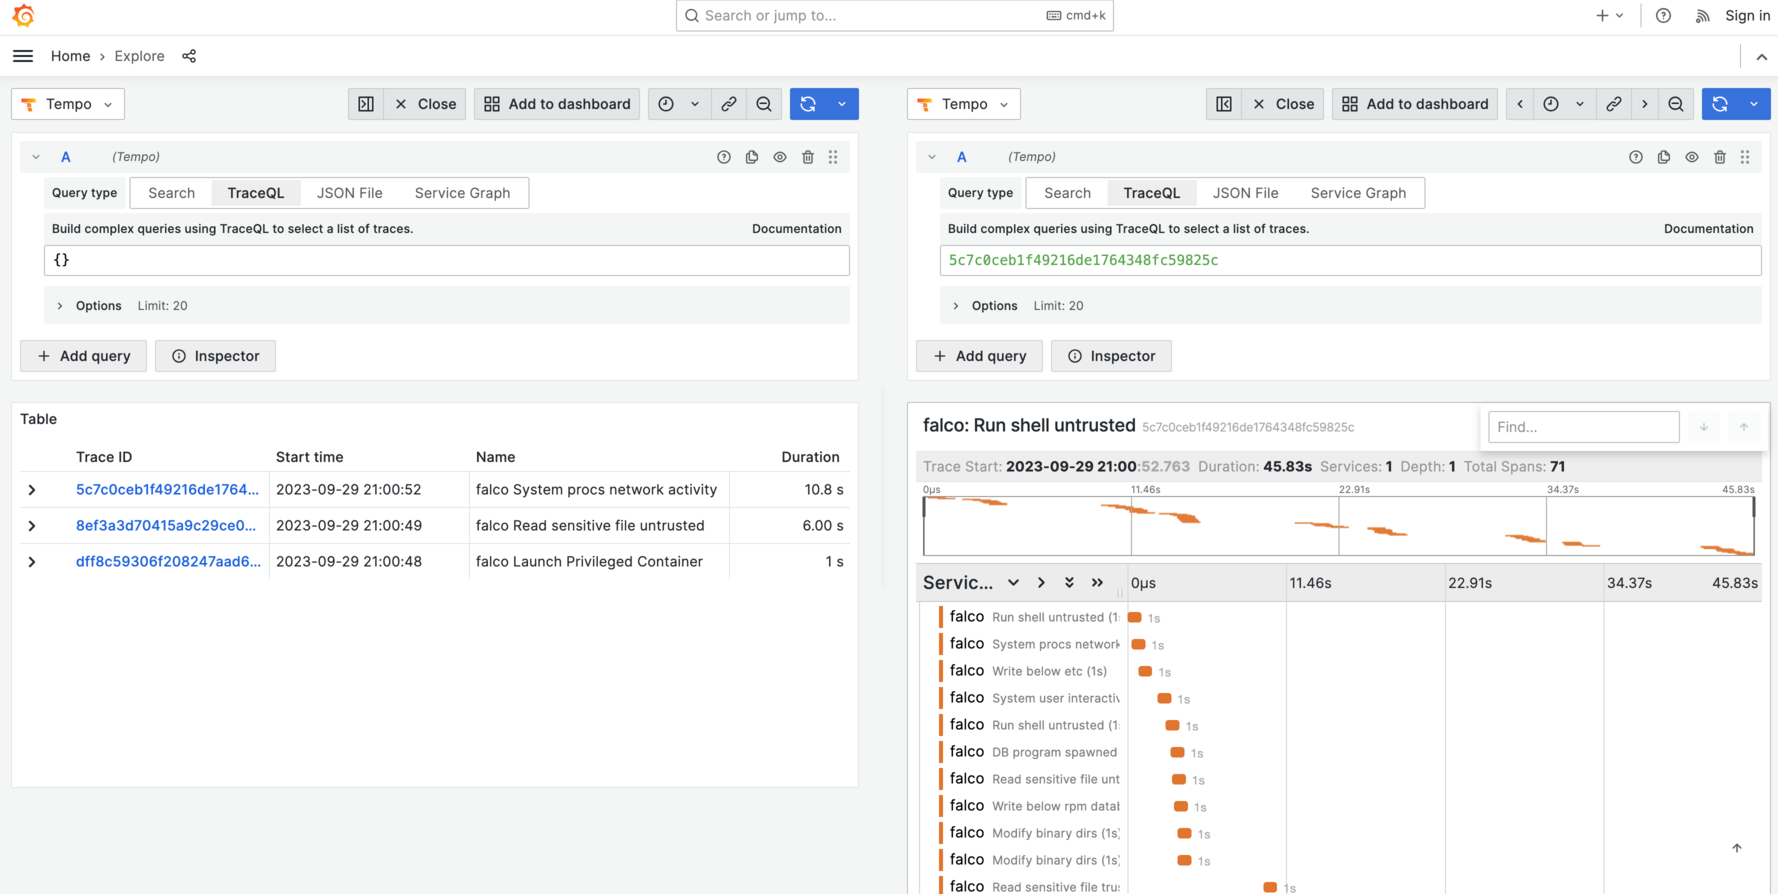 Search or jump to... cmd+k Sign in
Home › Explore
Tempo Close Add to dashboard
A (Tempo)
Query type Search TraceQL JSON File Service Graph
Build complex queries using TraceQL to select a list of traces. Documentation
{}
Options Limit: 20
+ Add query Inspector
Table
Trace ID Start time Name Duration
5c7c0ceb1f49216de1764... 2023-09-29 21:00:52 falco System procs network activity 10.8 s
8ef3a3d70415a9c29ce0... 2023-09-29 21:00:49 falco Read sensitive file untrusted 6.00 s
dff8c59306f208247aad6... 2023-09-29 21:00:48 falco Launch Privileged Container 1 s
Tempo Close Add to dashboard
A (Tempo)
Query type Search TraceQL JSON File Service Graph
Build complex queries using TraceQL to select a list of traces. Documentation
5c7c0ceb1f49216de1764348fc59825c
Options Limit: 20
+ Add query Inspector
falco: Run shell untrusted 5c7c0ceb1f49216de1764348fc59825c Find...
Trace Start: 2023-09-29 21:00:52.763 Duration: 45.83s Services: 1 Depth: 1 Total Spans: 71
0μs 11.46s 22.91s 34.37s 45.83s
Servic... 0μs 11.46s 22.91s 34.37s 45.83s
falco Run shell untrusted (1s 1s
falco System procs network 1s
falco Write below etc (1s) 1s
falco System user interactiv 1s
falco Run shell untrusted (1s 1s
falco DB program spawned 1s
falco Read sensitive file unt 1s
falco Write below rpm datab 1s
falco Modify binary dirs (1s) 1s
falco Modify binary dirs (1s) 1s
falco Read sensitive file trus 1s